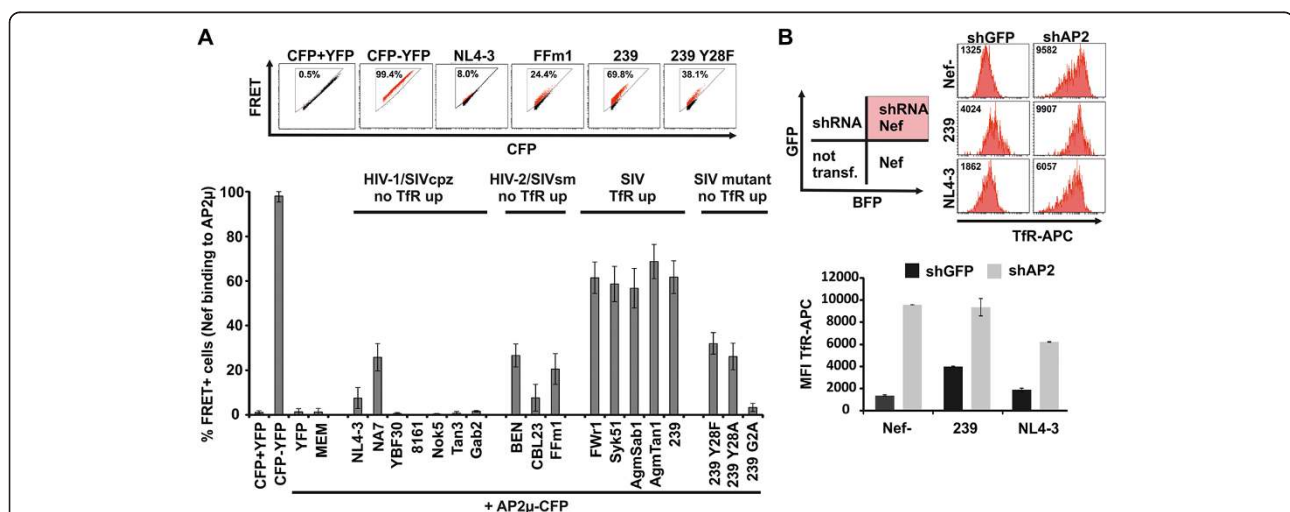 A
CFP+YFP CFP-YFP NL4-3 FFm1 239 239 Y28F
0.5% 99.4% 8.0% 24.4% 69.8% 38.1%
FRET
CFP
% FRET+ cells (Nef binding to AP2μ)
100
80
60
40
20
0
HIV-1/SIVcpz HIV-2/SIVsm SIV SIV mutant
no TfR up no TfR up TfR up no TfR up
CFP+YFP
CFP-YFP
YFP
MEM
NL4-3
NA7
YBF30
8161
Nok5
Tan3
Gab2
BEN
CBL23
FFm1
FWr1
Syk51
AgmSab1
AgmTan1
239
239 Y28F
239 Y28A
239 G2A
+ AP2μ-CFP
B
GFP
shRNA
shRNA
Nef
not
transf.
Nef
BFP
shGFP shAP2
Nef-
1325 9582
239
4024 9907
NL4-3
1862 6057
TfR-APC
shGFP shAP2
MFI TfR-APC
12000
10000
8000
6000
4000
2000
0
Nef- 239 NL4-3